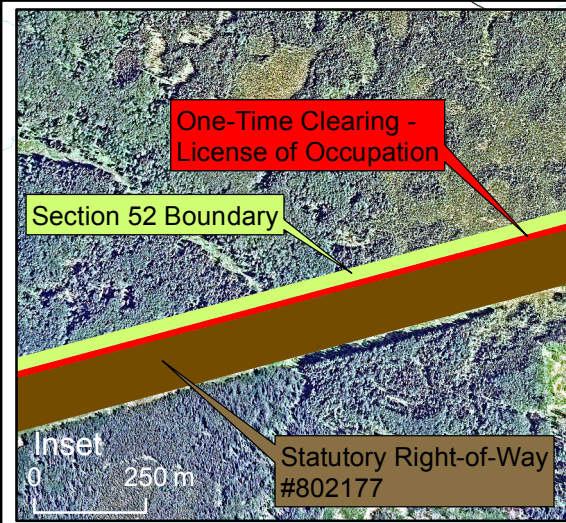 One-Time Clearing -
License of Occupation
Section 52 Boundary
Inset
0 250 m
Statutory Right-of-Way
#802177